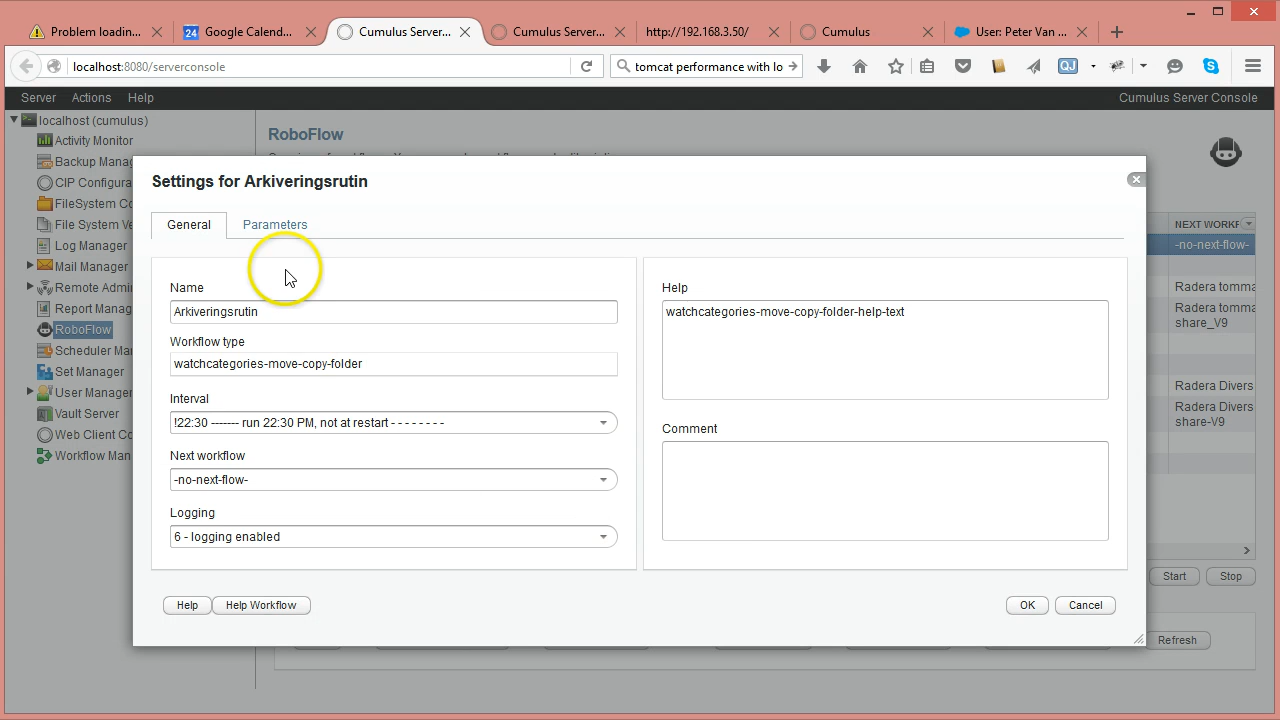 Problem loadin...
Google Calend...
Cumulus Server...
Cumulus Server...
http://192.168.3.50/
Cumulus
User: Peter Van ...
localhost:8080/serverconsole
tomcat performance with lo
Server Actions Help
Cumulus Server Console
localhost (cumulus)
Activity Monitor
Backup Manag
CIP Configura
FileSystem Co
File System Ve
Log Manager
Mail Manager
Remote Admi
Report Manag
RoboFlow
Scheduler Ma
Set Manager
User Manager
Vault Server
Web Client Co
Workflow Man
RoboFlow
Settings for Arkiveringsrutin
General
Parameters
Name
Arkiveringsrutin
Workflow type
watchcategories-move-copy-folder
Interval
!22:30 ------- run 22:30 PM, not at restart - - - - - - - -
Next workflow
-no-next-flow-
Logging
6 - logging enabled
Help
watchcategories-move-copy-folder-help-text
Comment
Help
Help Workflow
OK
Cancel
NEXT WORKF
-no-next-flow-
Radera tomma
Radera tomma
share_V9
Radera Divers
Radera Divers
share-V9
Start
Stop
Refresh